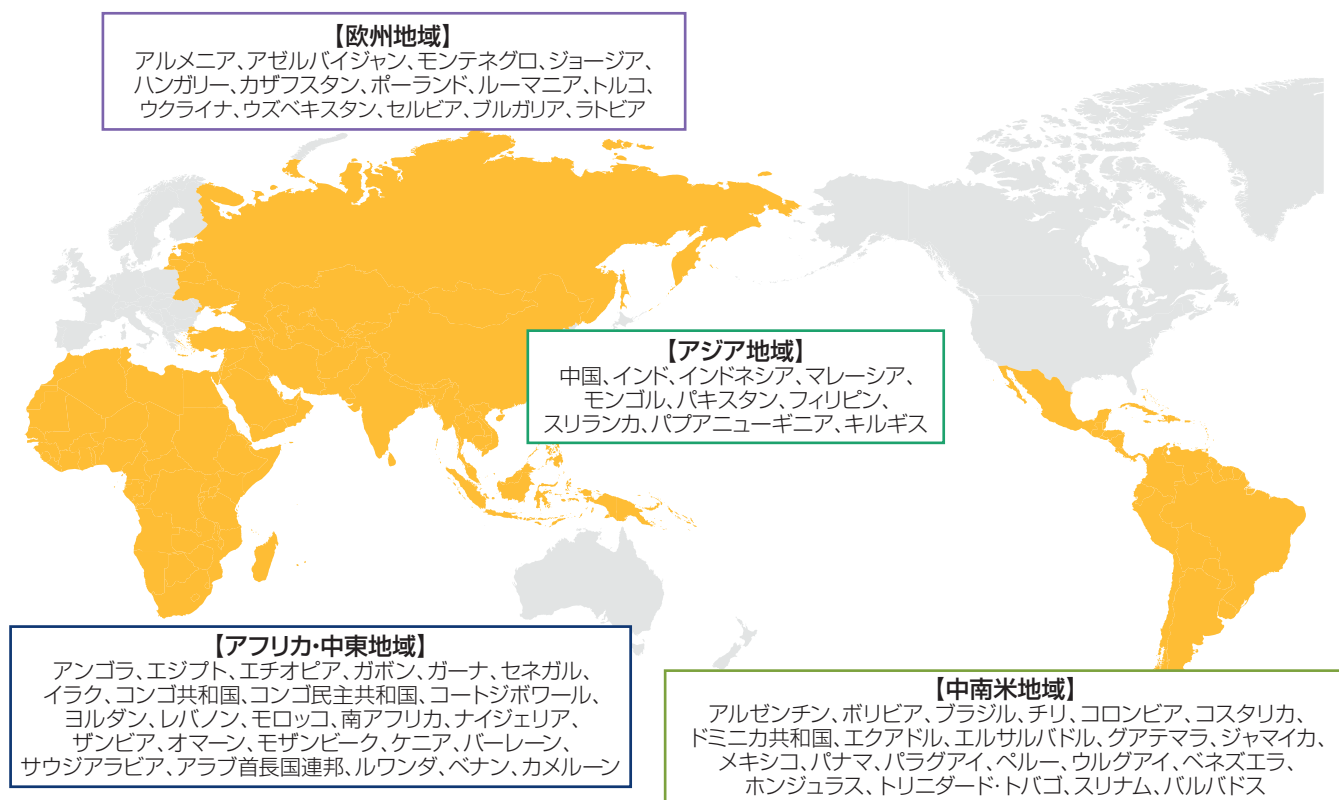 【欧州地域】
アルメニア、アゼルバイジャン、モンテネグロ、ジョージア、
ハンガリー、カザフスタン、ポーランド、ルーマニア、トルコ、
ウクライナ、ウズベキスタン、セルビア、ブルガリア、ラトビア
【アジア地域】
中国、インド、インドネシア、マレーシア、
モンゴル、パキスタン、フィリピン、
スリランカ、パプアニューギニア、キルギス
【アフリカ・中東地域】
アンゴラ、エジプト、エチオピア、ガボン、ガーナ、セネガル、
イラク、コンゴ共和国、コンゴ民主共和国、コートジボワール、
ヨルダン、レバノン、モロッコ、南アフリカ、ナイジェリア、
ザンビア、オマーン、モザンビーク、ケニア、バーレーン、
サウジアラビア、アラブ首長国連邦、ルワンダ、ベナン、カメルーン
【中南米地域】
アルゼンチン、ボリビア、ブラジル、チリ、コロンビア、コスタリカ、
ドミニカ共和国、エクアドル、エルサルバドル、グアテマラ、ジャマイカ、
メキシコ、パナマ、パラグアイ、ペルー、ウルグアイ、ベネズエラ、
ホンジュラス、トリニダード・トバゴ、スリナム、バルバドス